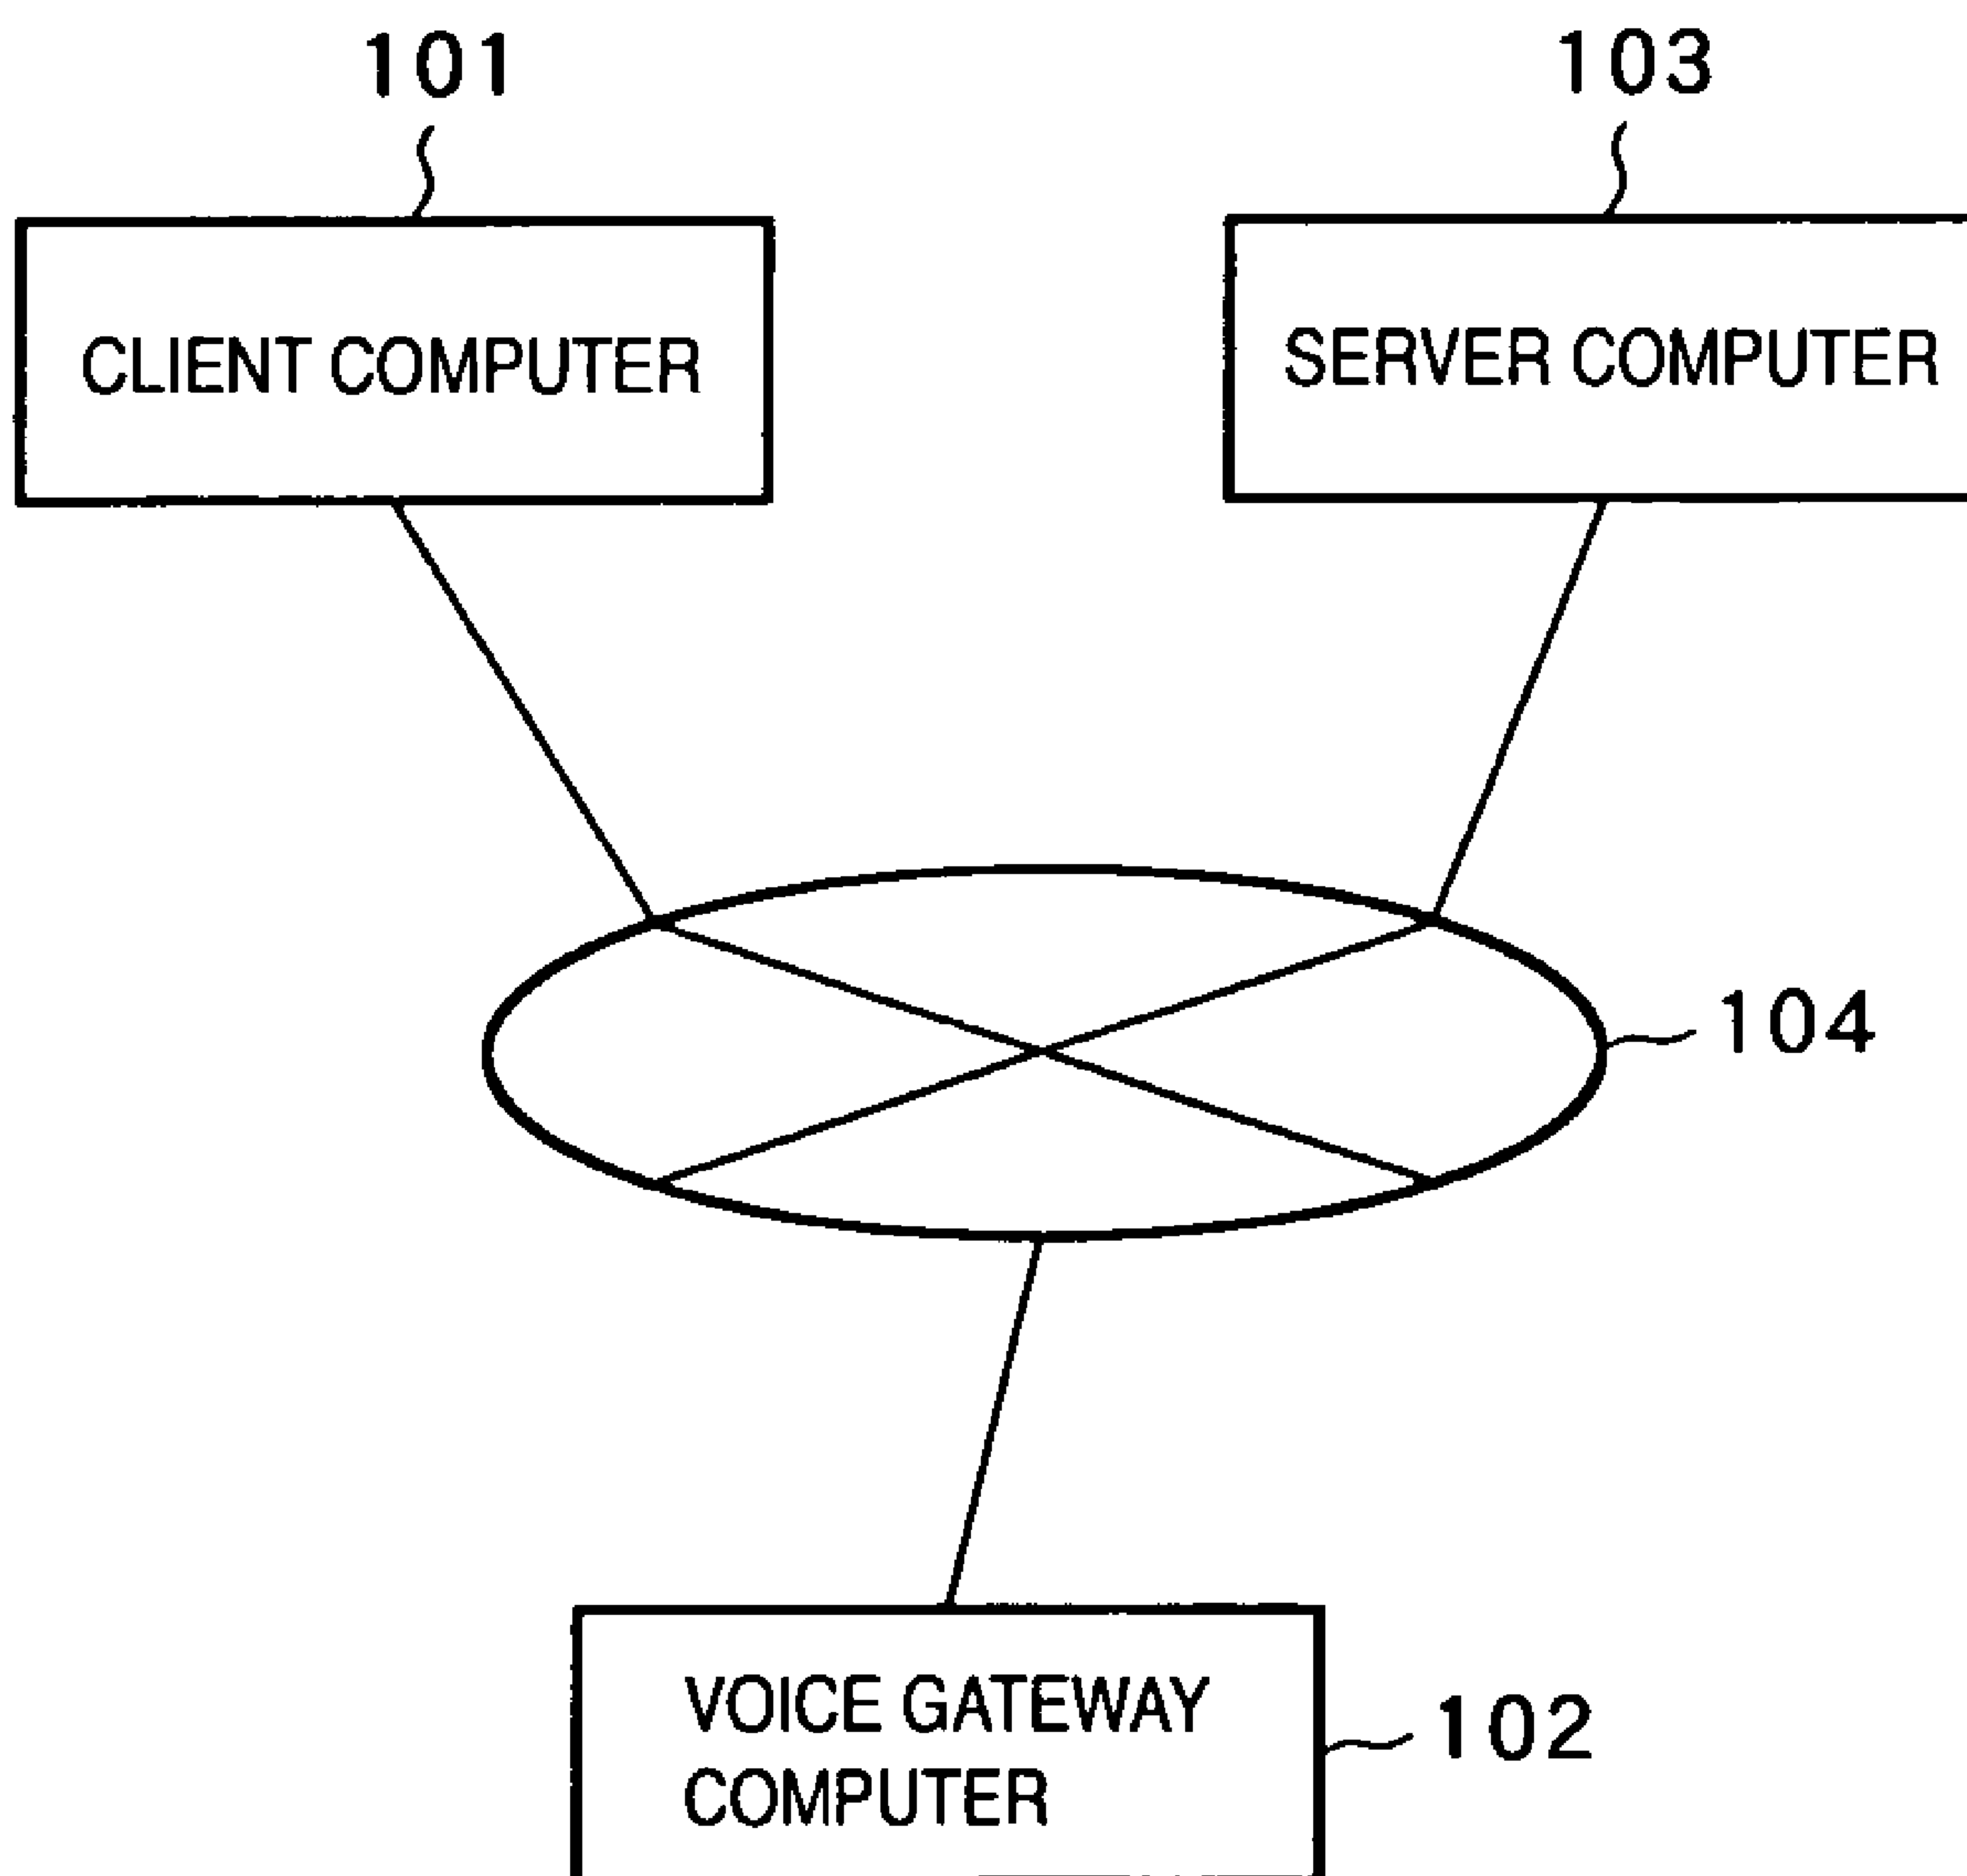 101
103
CLIENT COMPUTER
SERVER COMPUTER
104
VOICE GATEWAY
COMPUTER
102